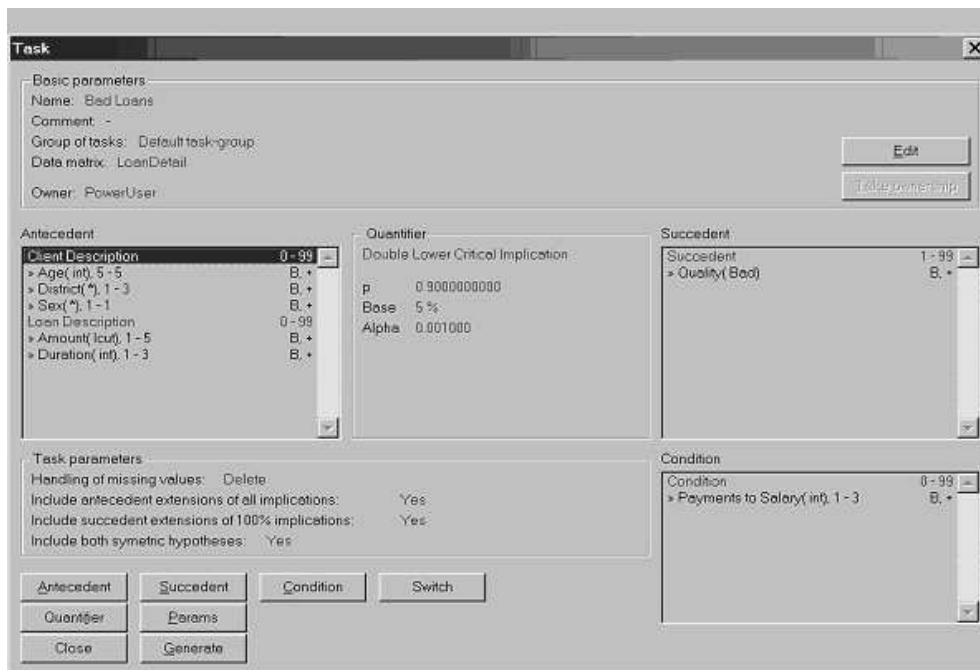 Task
Basic parameters
Name: Bad Loans
Comment: -
Group of tasks: Default task-group
Data matrix: LoanDetail
Owner: PowerUser
Edit
Take ownership
Antecedent
Client Description 0 - 99
» Age( int), 5 - 5 B, +
» District( *), 1 - 3 B, +
» Sex( *), 1 - 1 B, +
Loan Description 0 - 99
» Amount( lcut), 1 - 5 B, +
» Duration( int), 1 - 3 B, +
Quantifier
Double Lower Critical Implication
p 0.9000000000
Base 5 %
Alpha 0.001000
Succedent
Succedent 1 - 99
» Quality( Bad) B, +
Task parameters
Handling of missing values: Delete
Include antecedent extensions of all implications: Yes
Include succedent extensions of 100% implications: Yes
Include both symetric hypotheses: Yes
Condition
Condition 0 - 99
» Payments to Salary( int), 1 - 3 B, +
Antecedent Succedent Condition Switch
Quantifier Params
Close Generate